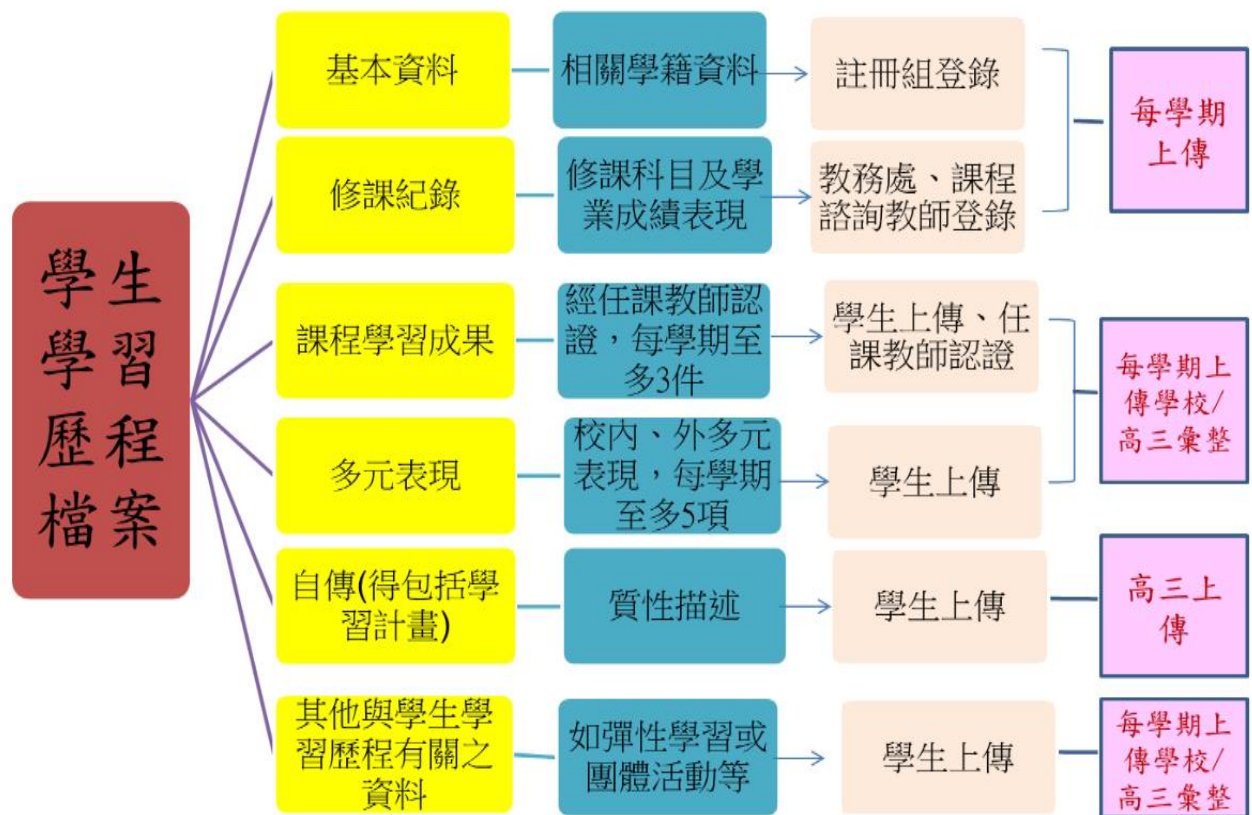 學生
學習
歷程
檔案
基本資料
相關學籍資料
註冊組登錄
每學期
上傳
修課紀錄
修課科目及學
業成績表現
教務處、課程
諮詢教師登錄
課程學習成果
經任課教師認
證，每學期至
多3件
學生上傳、任
課教師認證
每學期上
傳學校/
高三彙整
多元表現
校內、外多元
表現，每學期
至多5項
學生上傳
自傳(得包括學
習計畫)
質性描述
學生上傳
高三上
傳
其他與學生學
習歷程有關之
資料
如彈性學習或
團體活動等
學生上傳
每學期上
傳學校/
高三彙整